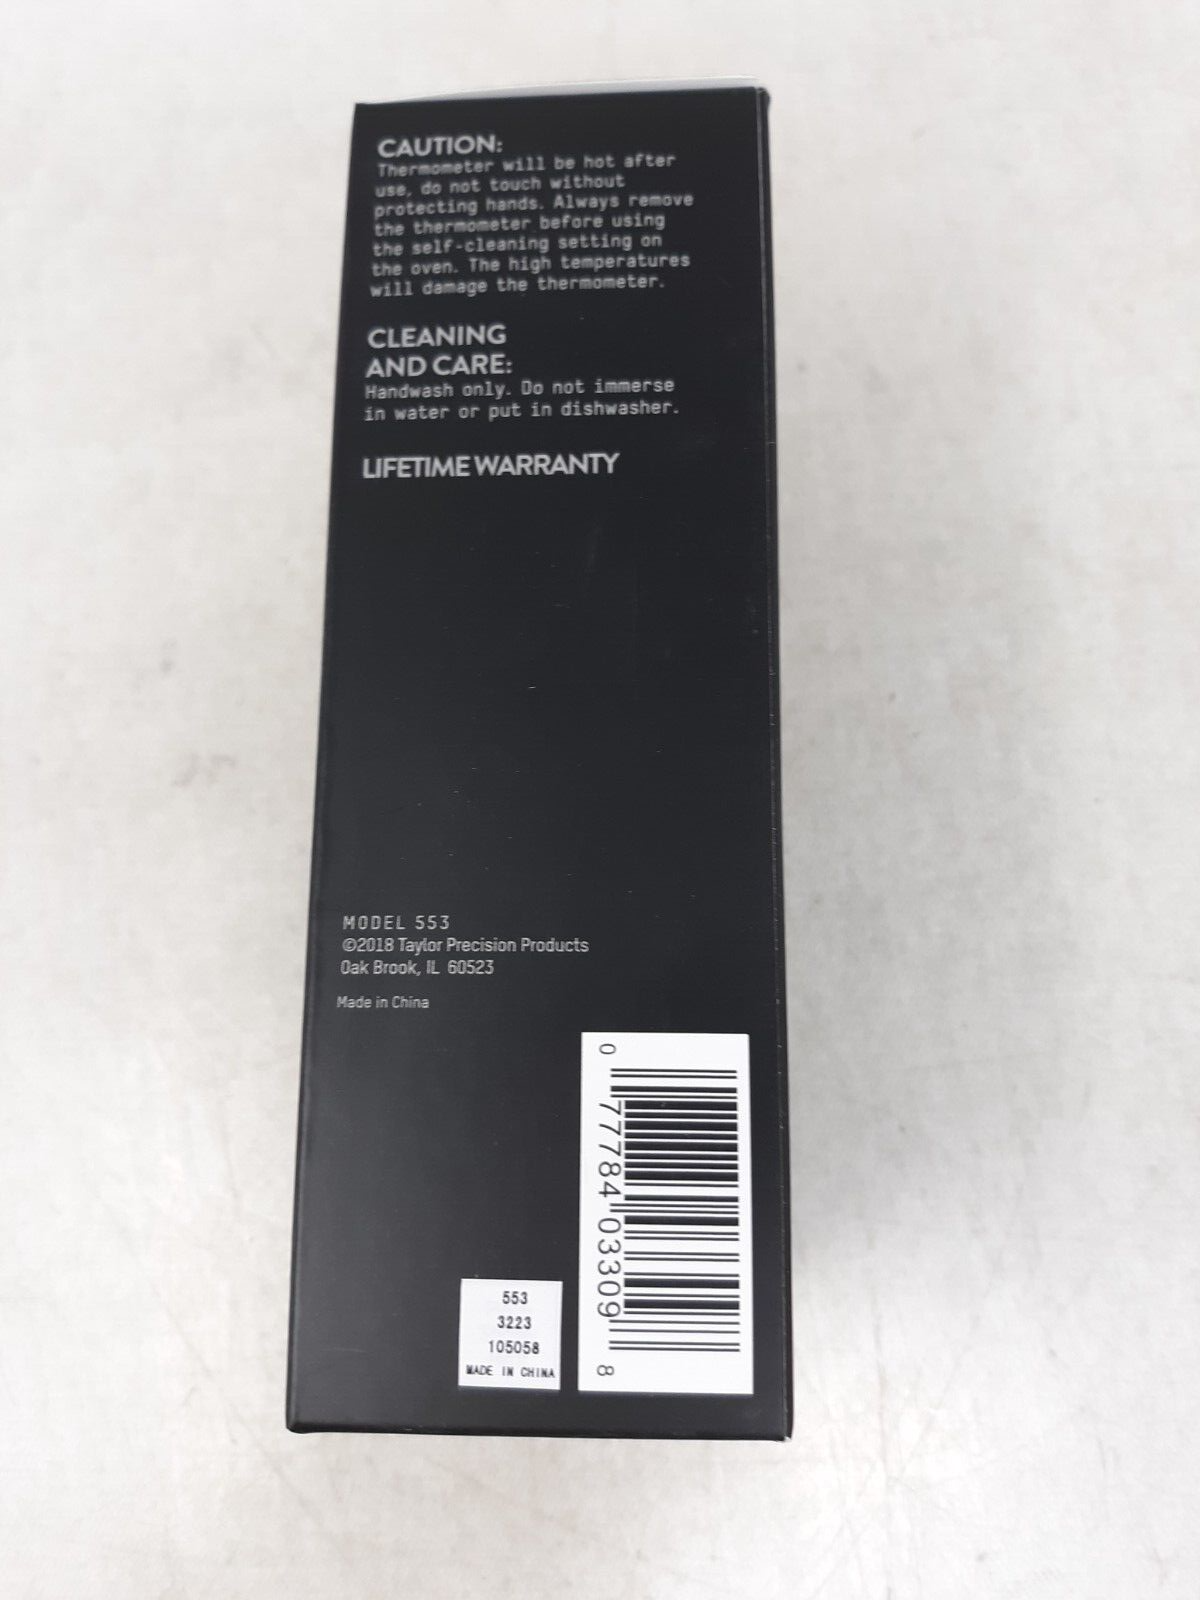 CAUTION:
Thermometer will be hot after
use, do not touch without
protecting hands. Always remove
the thermometer before using
the self-cleaning setting on
the oven. The high temperatures
will damage the thermometer.
CLEANING
AND CARE:
Handwash only. Do not immerse
in water or put in dishwasher.
LIFETIME WARRANTY
MODEL 553
©2018 Taylor Precision Products
Oak Brook, IL 60523
Made in China
0 77784 03309 8
553
3223
105058
MADE IN CHINA